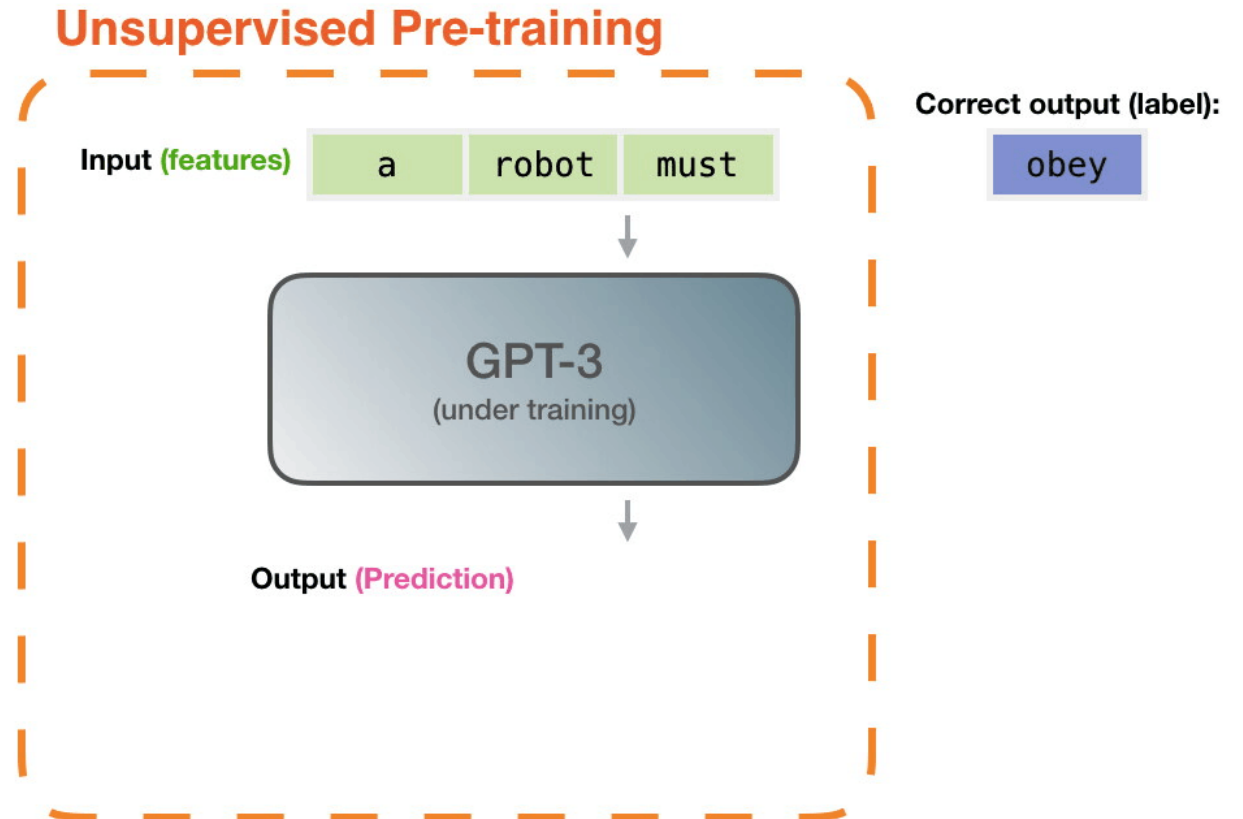 Unsupervised Pre-training
Correct output (label):
Input (features) a robot must
obey
GPT-3
(under training)
Output (Prediction)